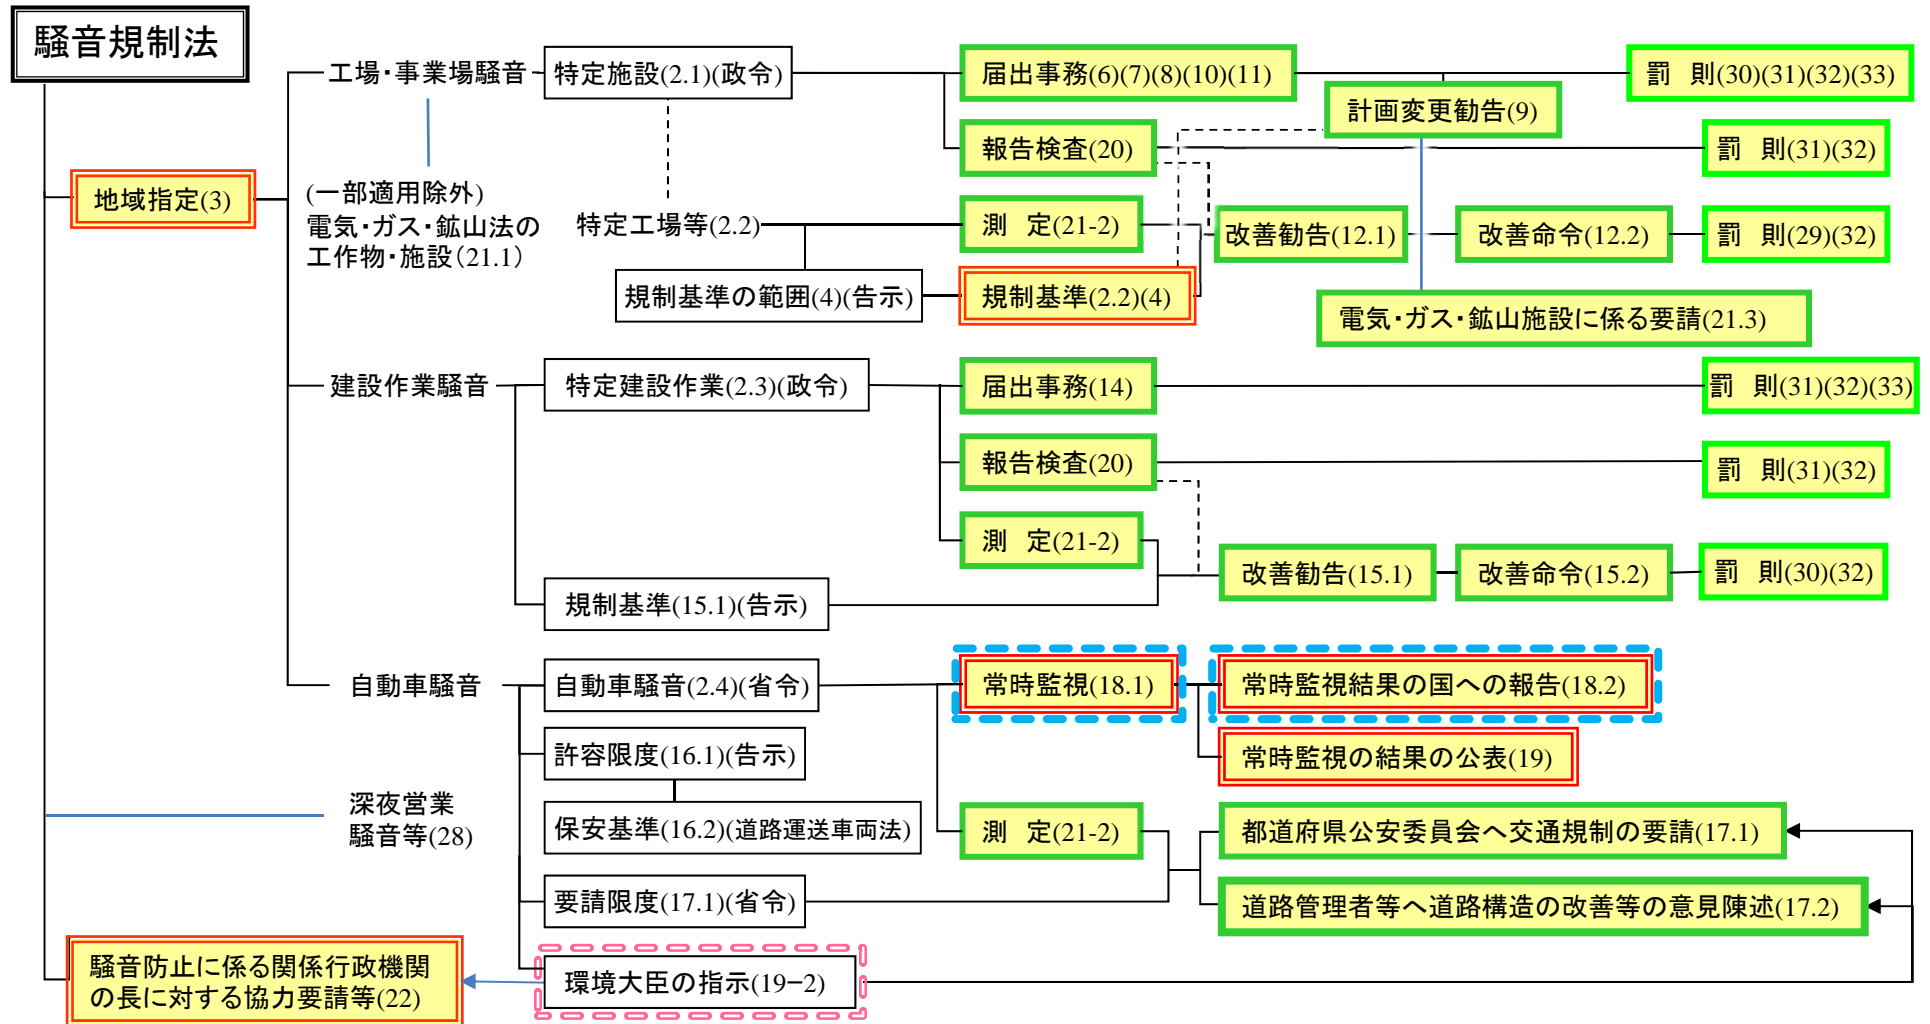 騒音規制法
地域指定(3)
工場・事業場騒音
特定施設(2.1)(政令)
届出事務(6)(7)(8)(10)(11)
計画変更勧告(9)
罰 則(30)(31)(32)(33)
報告検査(20)
罰 則(31)(32)
(一部適用除外)
電気・ガス・鉱山法の
工作物・施設(21.1)
特定工場等(2.2)
測 定(21-2)
改善勧告(12.1)
改善命令(12.2)
罰 則(29)(32)
規制基準の範囲(4)(告示)
規制基準(2.2)(4)
電気・ガス・鉱山施設に係る要請(21.3)
建設作業騒音
特定建設作業(2.3)(政令)
届出事務(14)
罰 則(31)(32)(33)
報告検査(20)
罰 則(31)(32)
測 定(21-2)
改善勧告(15.1)
改善命令(15.2)
罰 則(30)(32)
規制基準(15.1)(告示)
自動車騒音
自動車騒音(2.4)(省令)
常時監視(18.1)
常時監視結果の国への報告(18.2)
許容限度(16.1)(告示)
常時監視の結果の公表(19)
深夜営業
騒音等(28)
保安基準(16.2)(道路運送車両法)
測 定(21-2)
都道府県公安委員会へ交通規制の要請(17.1)
要請限度(17.1)(省令)
道路管理者等へ道路構造の改善等の意見陳述(17.2)
騒音防止に係る関係行政機関
の長に対する協力要請等(22)
環境大臣の指示(19−2)